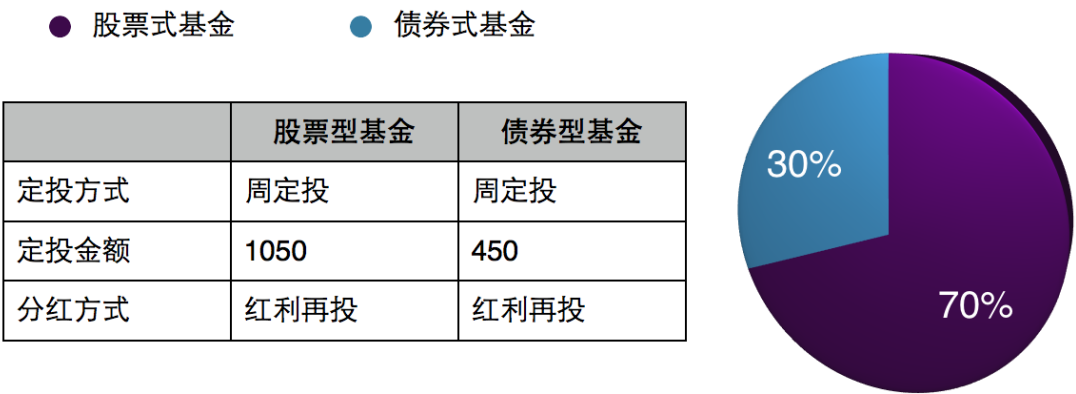 股票式基金 债券式基金
股票型基金 债券型基金
定投方式 周定投 周定投
定投金额 1050 450
分红方式 红利再投 红利再投
30%
70%